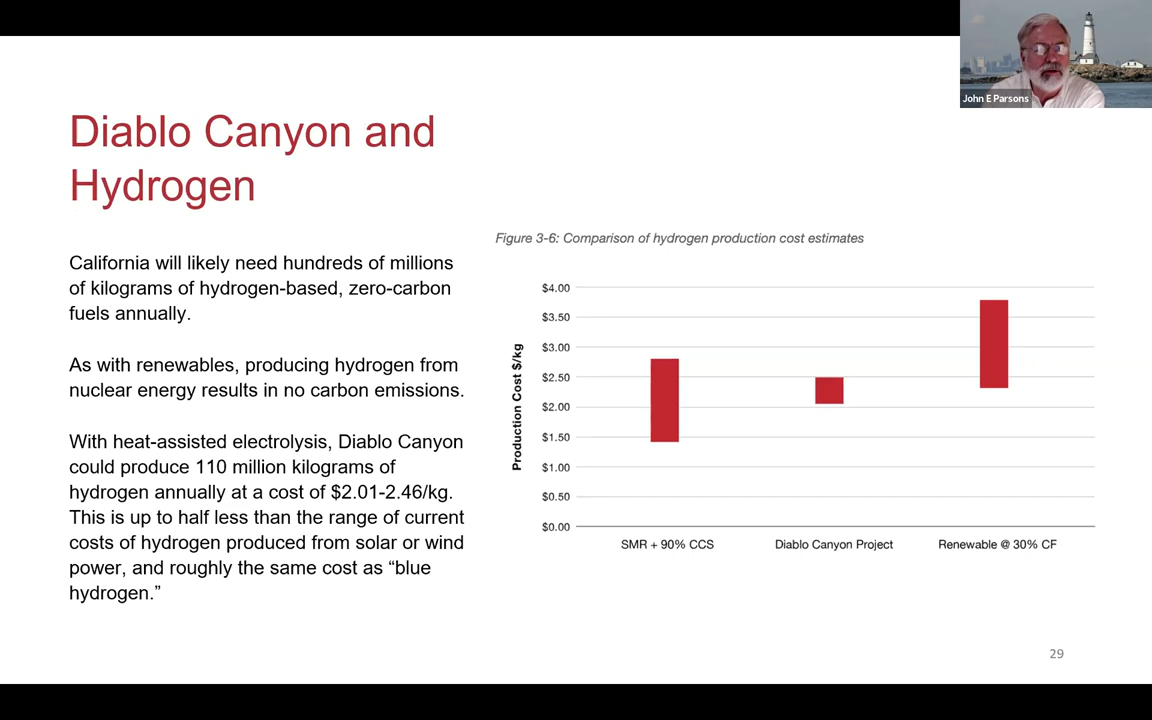 John E Parsons
Diablo Canyon and
Hydrogen
California will likely need hundreds of millions
of kilograms of hydrogen-based, zero-carbon
fuels annually.
As with renewables, producing hydrogen from
nuclear energy results in no carbon emissions.
With heat-assisted electrolysis, Diablo Canyon
could produce 110 million kilograms of
hydrogen annually at a cost of $2.01-2.46/kg.
This is up to half less than the range of current
costs of hydrogen produced from solar or wind
power, and roughly the same cost as “blue
hydrogen.”
Figure 3-6: Comparison of hydrogen production cost estimates
Production Cost $/kg
$4.00
$3.50
$3.00
$2.50
$2.00
$1.50
$1.00
$0.50
$0.00
SMR + 90% CCS
Diablo Canyon Project
Renewable @ 30% CF
29